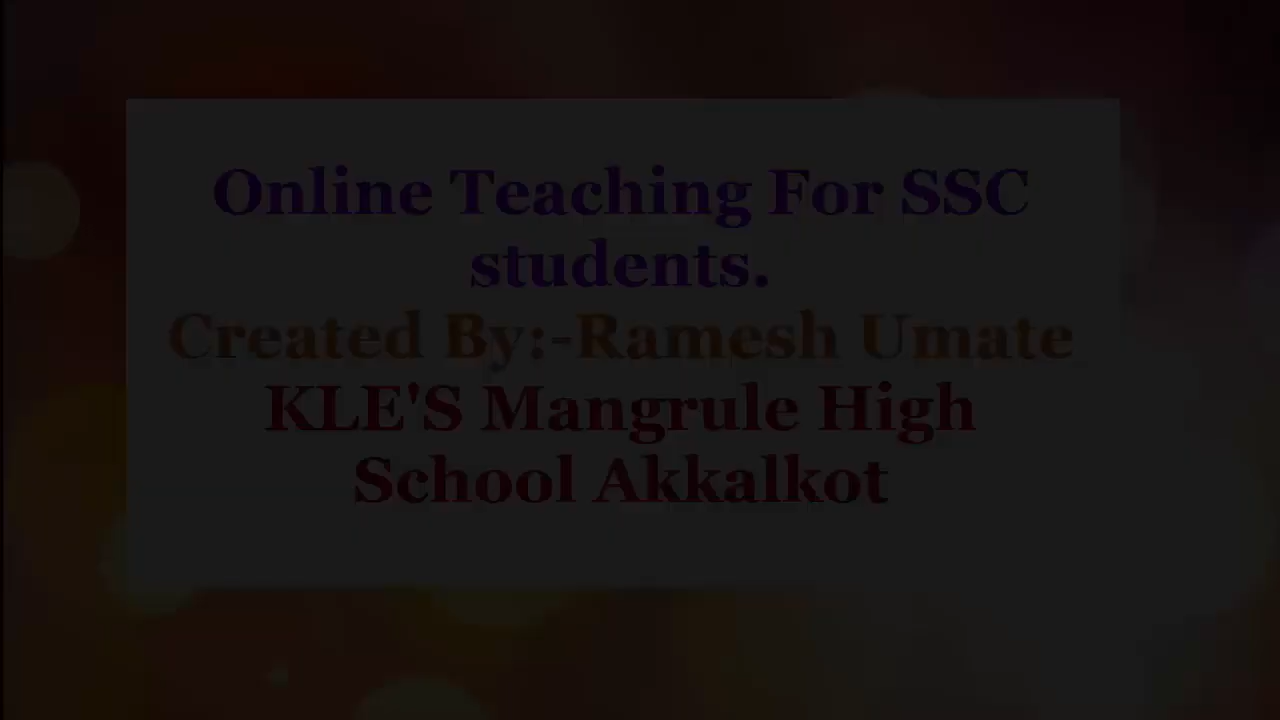 Online Teaching For SSC
students.
Created By:-Ramesh Umate
KLE'S Mangrule High
School Akkalkot